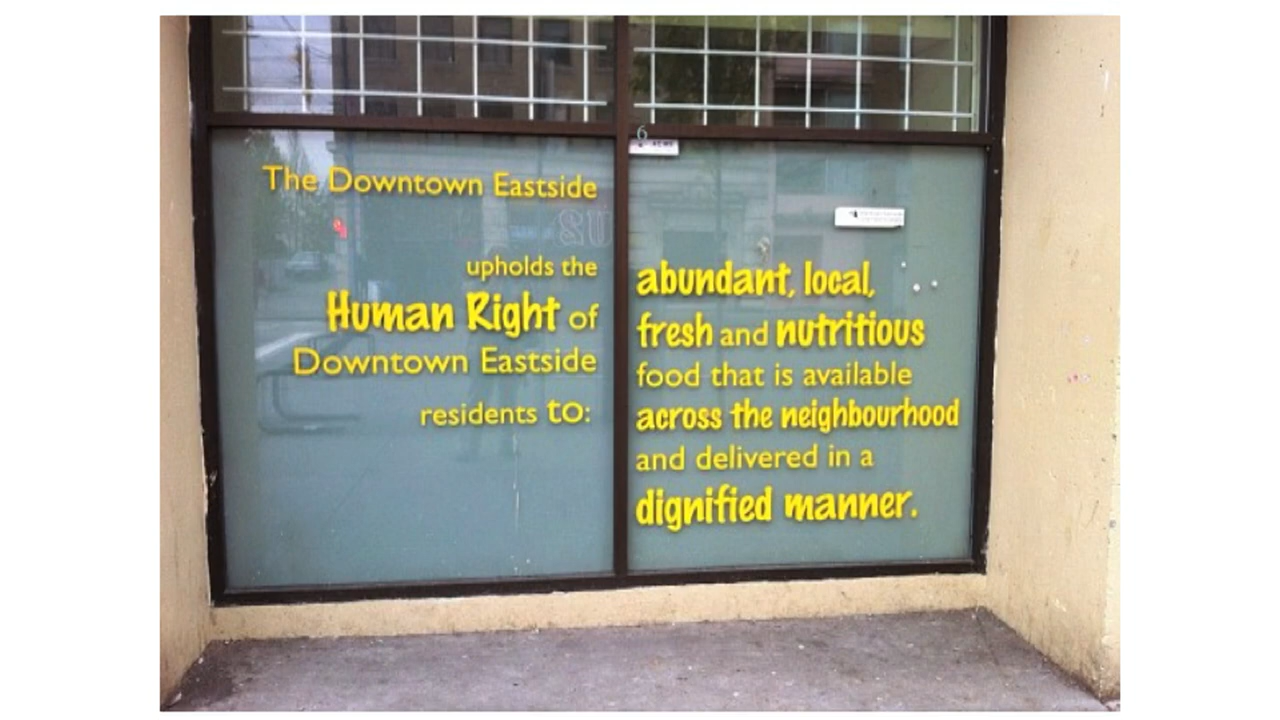 The Downtown Eastside
upholds the
Human Right of
Downtown Eastside
residents to:
6
abundant, local,
fresh and nutritious
food that is available
across the neighbourhood
and delivered in a
dignified manner.